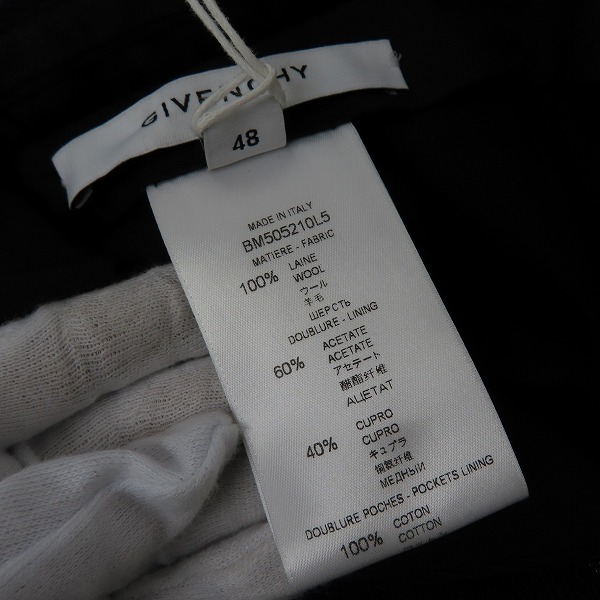 GIVENCHY
48
MADE IN ITALY
BM505210L5
MATIERE - FABRIC
100% LAINE
WOOL
ウール
羊毛
ШЕРСТЬ
DOUBLURE - LINING
60% ACETATE
ACETATE
アセテート
醋酯纤维
АЦЕТАТ
40% CUPRO
CUPRO
キュプラ
铜氨纤维
МЕДНЫЙ
DOUBLURE POCHES - POCKETS LINING
100% COTON
COTTON